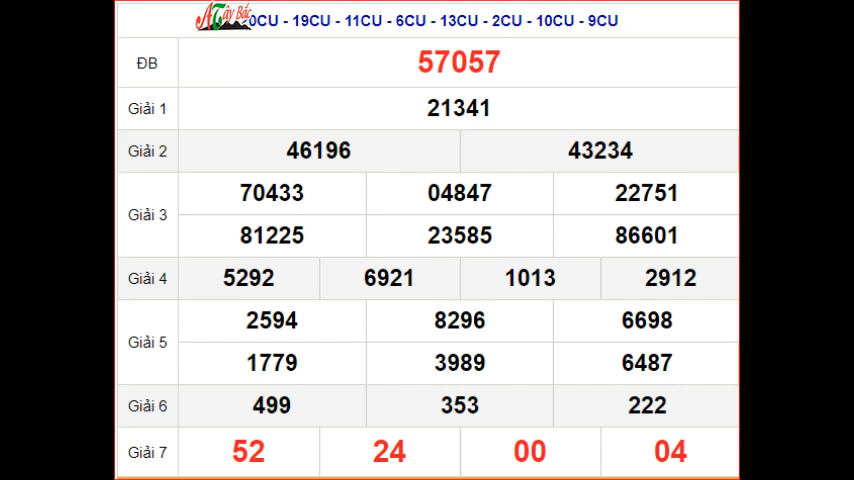 ATây Bắc
0CU - 19CU - 11CU - 6CU - 13CU - 2CU - 10CU - 9CU
ĐB 57057
Giải 1 21341
Giải 2 46196 43234
Giải 3 70433 04847 22751
81225 23585 86601
Giải 4 5292 6921 1013 2912
Giải 5 2594 8296 6698
1779 3989 6487
Giải 6 499 353 222
Giải 7 52 24 00 04